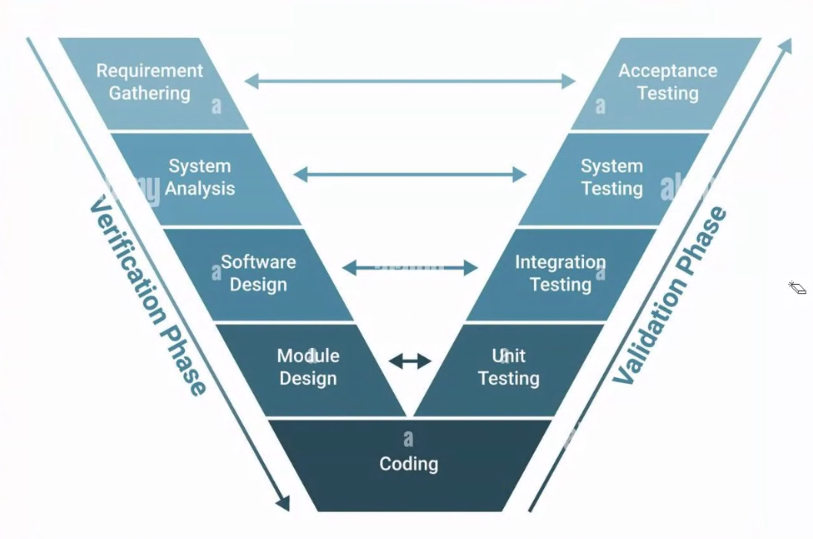 Requirement
Gathering
Acceptance
Testing
System
Analysis
System
Testing
Software
Design
Integration
Testing
Module
Design
Unit
Testing
Coding
Verification Phase
Validation Phase
a
a
a
a
a
a
a